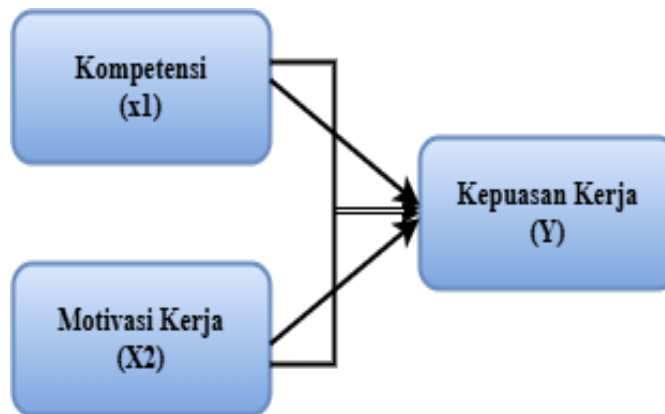 Kompetensi
(x1)
Kepuasan Kerja
(Y)
Motivasi Kerja
(X2)